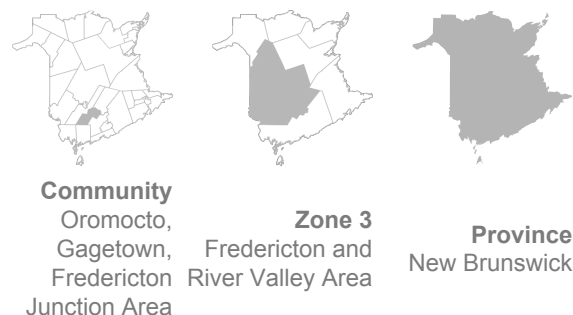 Community
Oromocto,
Gagetown,
Fredericton
Junction Area
Zone 3
Fredericton and
River Valley Area
Province
New Brunswick